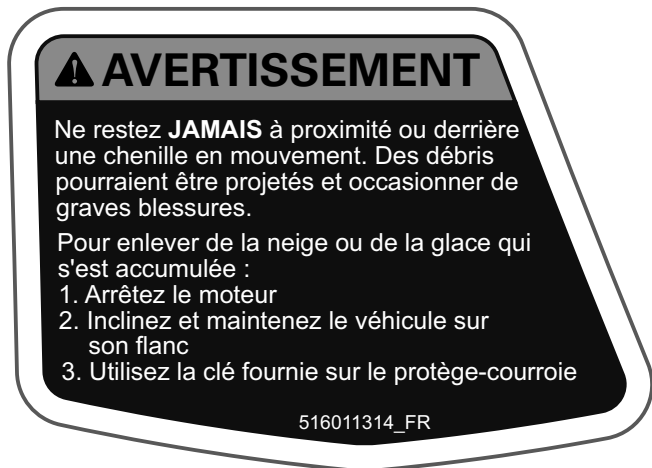 AVERTISSEMENT
Ne restez JAMAIS à proximité ou derrière
une chenille en mouvement. Des débris
pourraient être projetés et occasionner de
graves blessures.
Pour enlever de la neige ou de la glace qui
s'est accumulée :
1. Arrêtez le moteur
2. Inclinez et maintenez le véhicule sur
son flanc
3. Utilisez la clé fournie sur le protège-courroie
516011314_FR